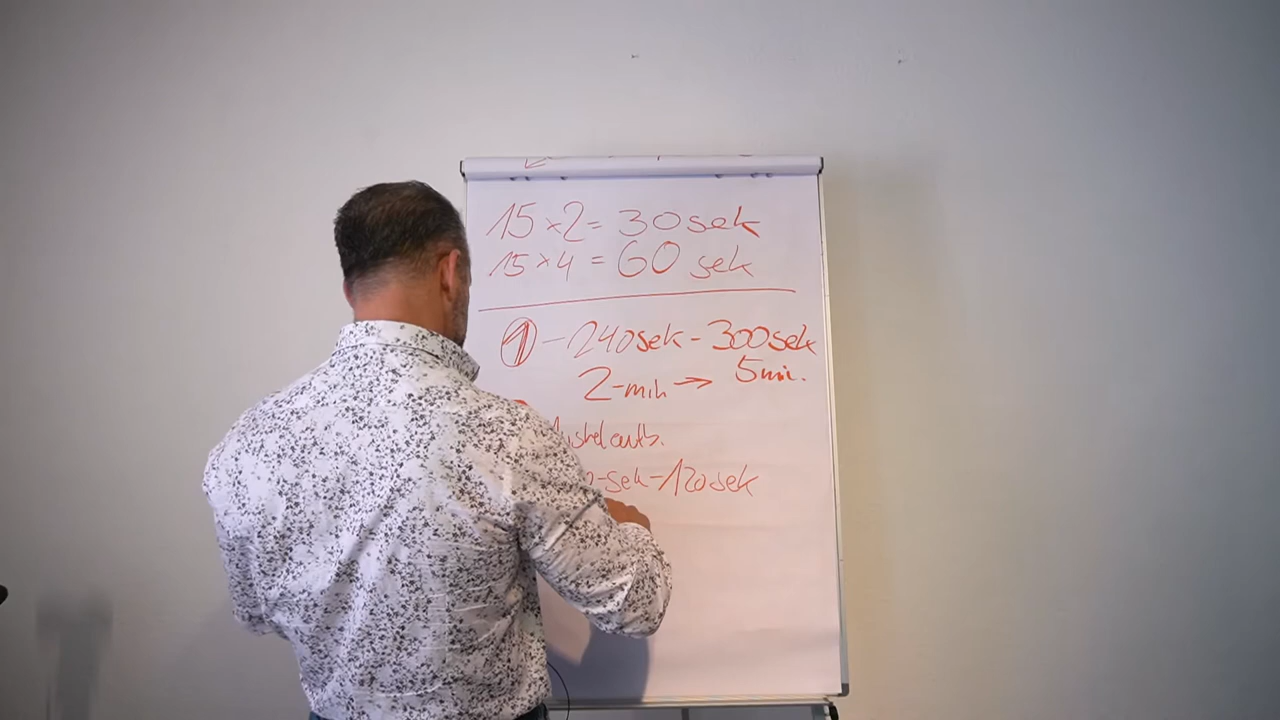 15 x 2 = 30 sek
15 x 4 = 60 sek
1 - 240 sek - 300 sek
2-min → 5 min.
sek - 120 sek